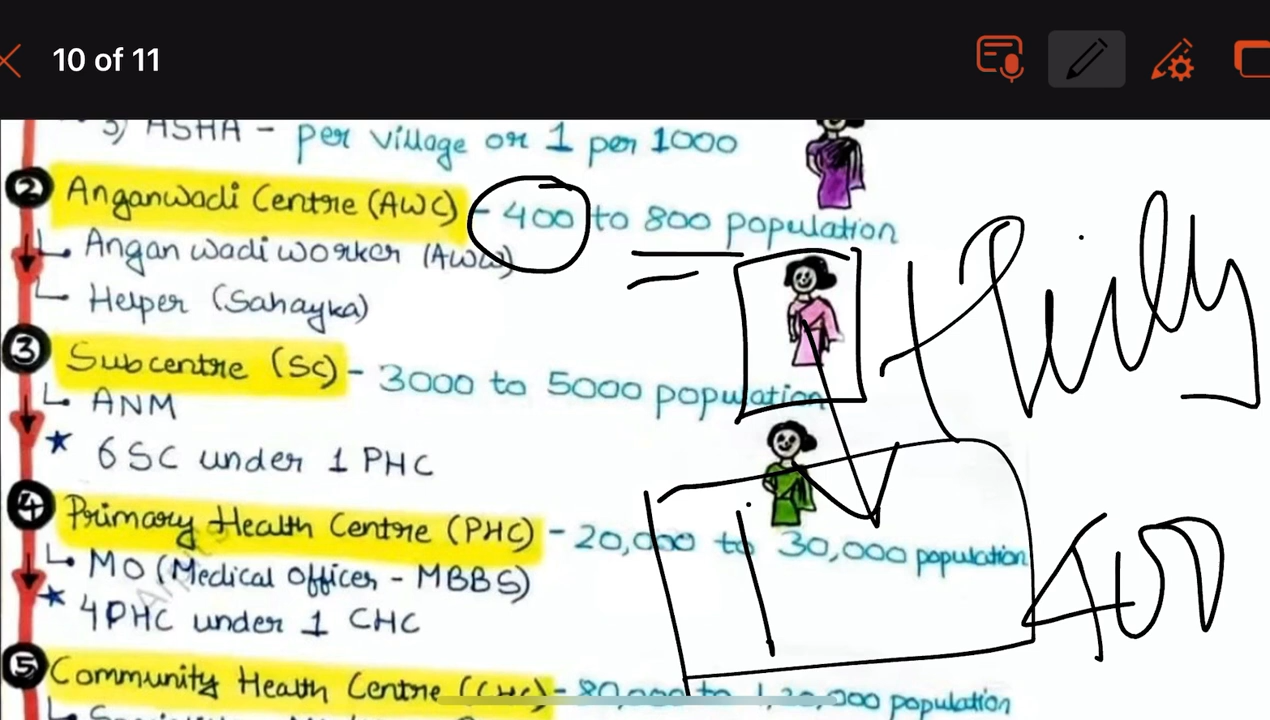 10 of 11
3) ASHA - per village or 1 per 1000
2 Anganwadi Centre (AWC) - 400 to 800 population
Angan wadi worker (AWW)
Helper (Sahayka)
3 Subcentre (SC) - 3000 to 5000 population
ANM
6 SC under 1 PHC
4 Primary Health Centre (PHC) - 20,000 to 30,000 population
MO (Medical Officer - MBBS)
4 PHC under 1 CHC
5 Community Health Centre (CHC) - 80,000 to 1,20,000 population
Hilly
400